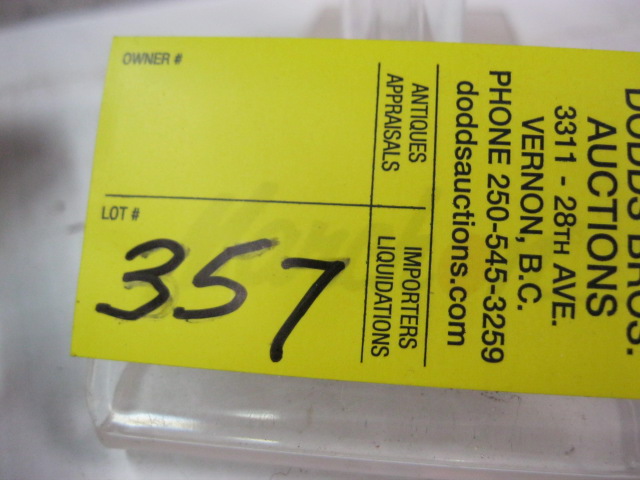 DODDS BROS.
AUCTIONS
3311 - 28TH AVE.
VERNON, B.C.
PHONE 250-545-3259
doddsauctions.com
ANTIQUES
APPRAISALS
IMPORTERS
LIQUIDATIONS
OWNER #
LOT #
357